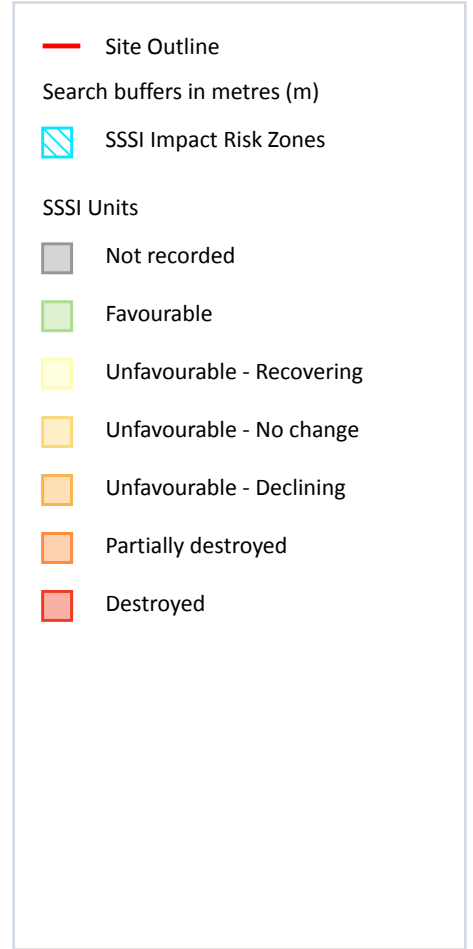 Site Outline
Search buffers in metres (m)
SSSI Impact Risk Zones
SSSI Units
Not recorded
Favourable
Unfavourable - Recovering
Unfavourable - No change
Unfavourable - Declining
Partially destroyed
Destroyed